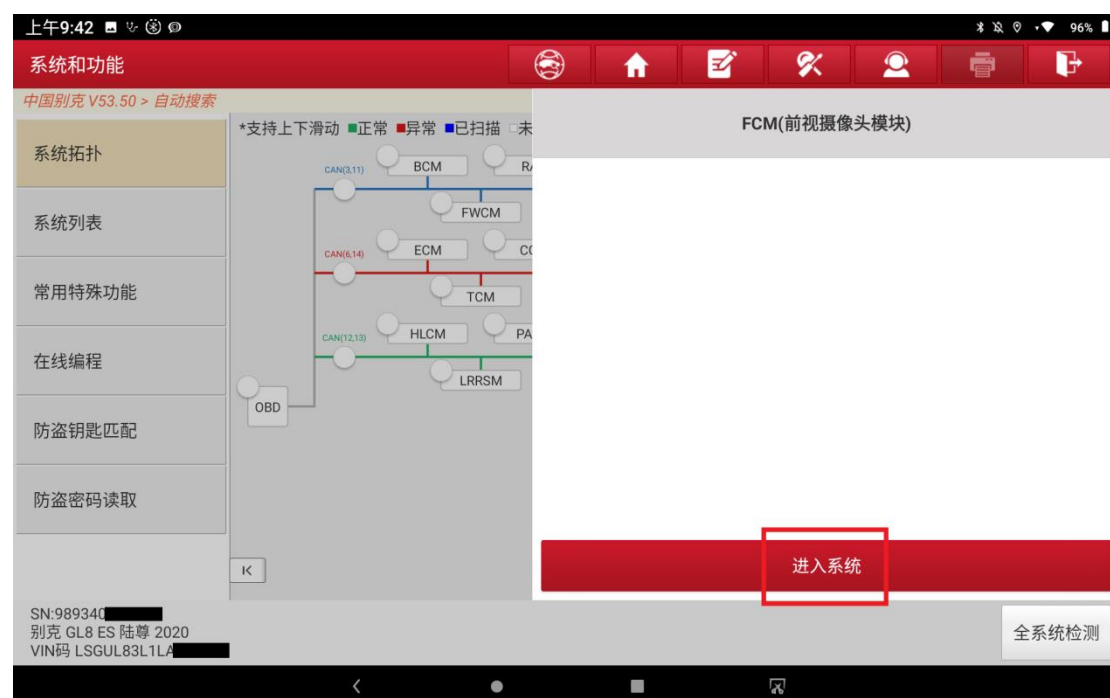 上午9:42
96%
系统和功能
中国别克 V53.50 > 自动搜索
系统拓扑
系统列表
常用特殊功能
在线编程
防盗钥匙匹配
防盗密码读取
*支持上下滑动 ■正常 ■异常 ■已扫描 □未
CAN(3,11)
BCM
FWCM
CAN(6,14)
ECM
TCM
CAN(12,13)
HLCM
PA
LRRSM
OBD
FCM(前视摄像头模块)
进入系统
SN:989340
别克 GL8 ES 陆尊 2020
VIN码 LSGUL83L1LA
全系统检测